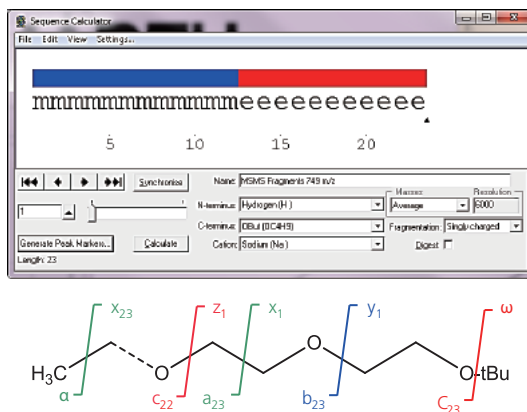 Sequence Calculator
File Edit View Settings...
mmmmmmmmmmmmeeeeeeeeeee
5 10 15 20
Synchronise
Name: MSMS Fragments 749 m/z
Masses Resolution
N-terminus: Hydrogen (H )
Average 6000
1
C-terminus: OBut (OC4H9)
Fragmentation: Singly-charged
Generate Peak Markers... Calculate
Cation: Sodium (Na )
Digest
Length: 23
x23 z1 x1 y1 ω
O
H3C O O-tBu
α c22 a23 b23 C23